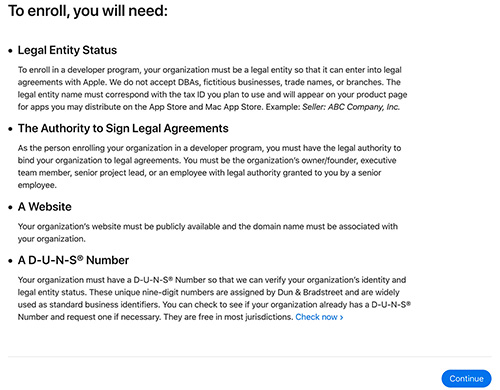 To enroll, you will need:
• Legal Entity Status
To enroll in a developer program, your organization must be a legal entity so that it can enter into legal
agreements with Apple. We do not accept DBAs, fictitious businesses, trade names, or branches. The
legal entity name must correspond with the tax ID you plan to use and will appear on your product page
for apps you may distribute on the App Store and Mac App Store. Example: Seller: ABC Company, Inc.
• The Authority to Sign Legal Agreements
As the person enrolling your organization in a developer program, you must have the legal authority to
bind your organization to legal agreements. You must be the organization’s owner/founder, executive
team member, senior project lead, or an employee with legal authority granted to you by a senior
employee.
• A Website
Your organization’s website must be publicly available and the domain name must be associated with
your organization.
• A D-U-N-S® Number
Your organization must have a D-U-N-S® Number so that we can verify your organization’s identity and
legal entity status. These unique nine-digit numbers are assigned by Dun & Bradstreet and are widely
used as standard business identifiers. You can check to see if your organization already has a D-U-N-S®
Number and request one if necessary. They are free in most jurisdictions. Check now >
Continue